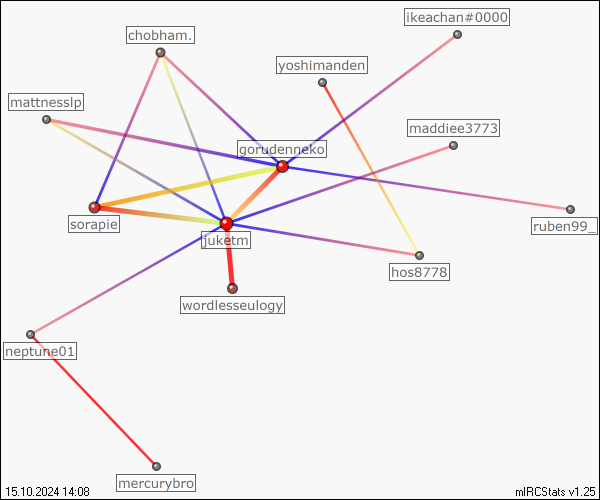 ikeachan#0000
chobham.
yoshimanden
mattnesslp
maddiee3773
gorudenneko
sorapie
ruben99_
juketm
hos8778
wordlesseulogy
neptune01
mercurybro
15.10.2024 14:08
mIRCStats v1.25